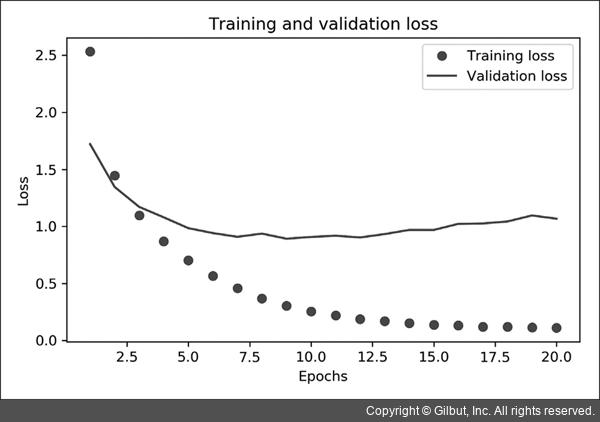 Training and validation loss
Training loss
Validation loss
2.5
2.0
1.5
1.0
0.5
0.0
Loss
2.5 5.0 7.5 10.0 12.5 15.0 17.5 20.0
Epochs
Copyright © Gilbut, Inc. All rights reserved.